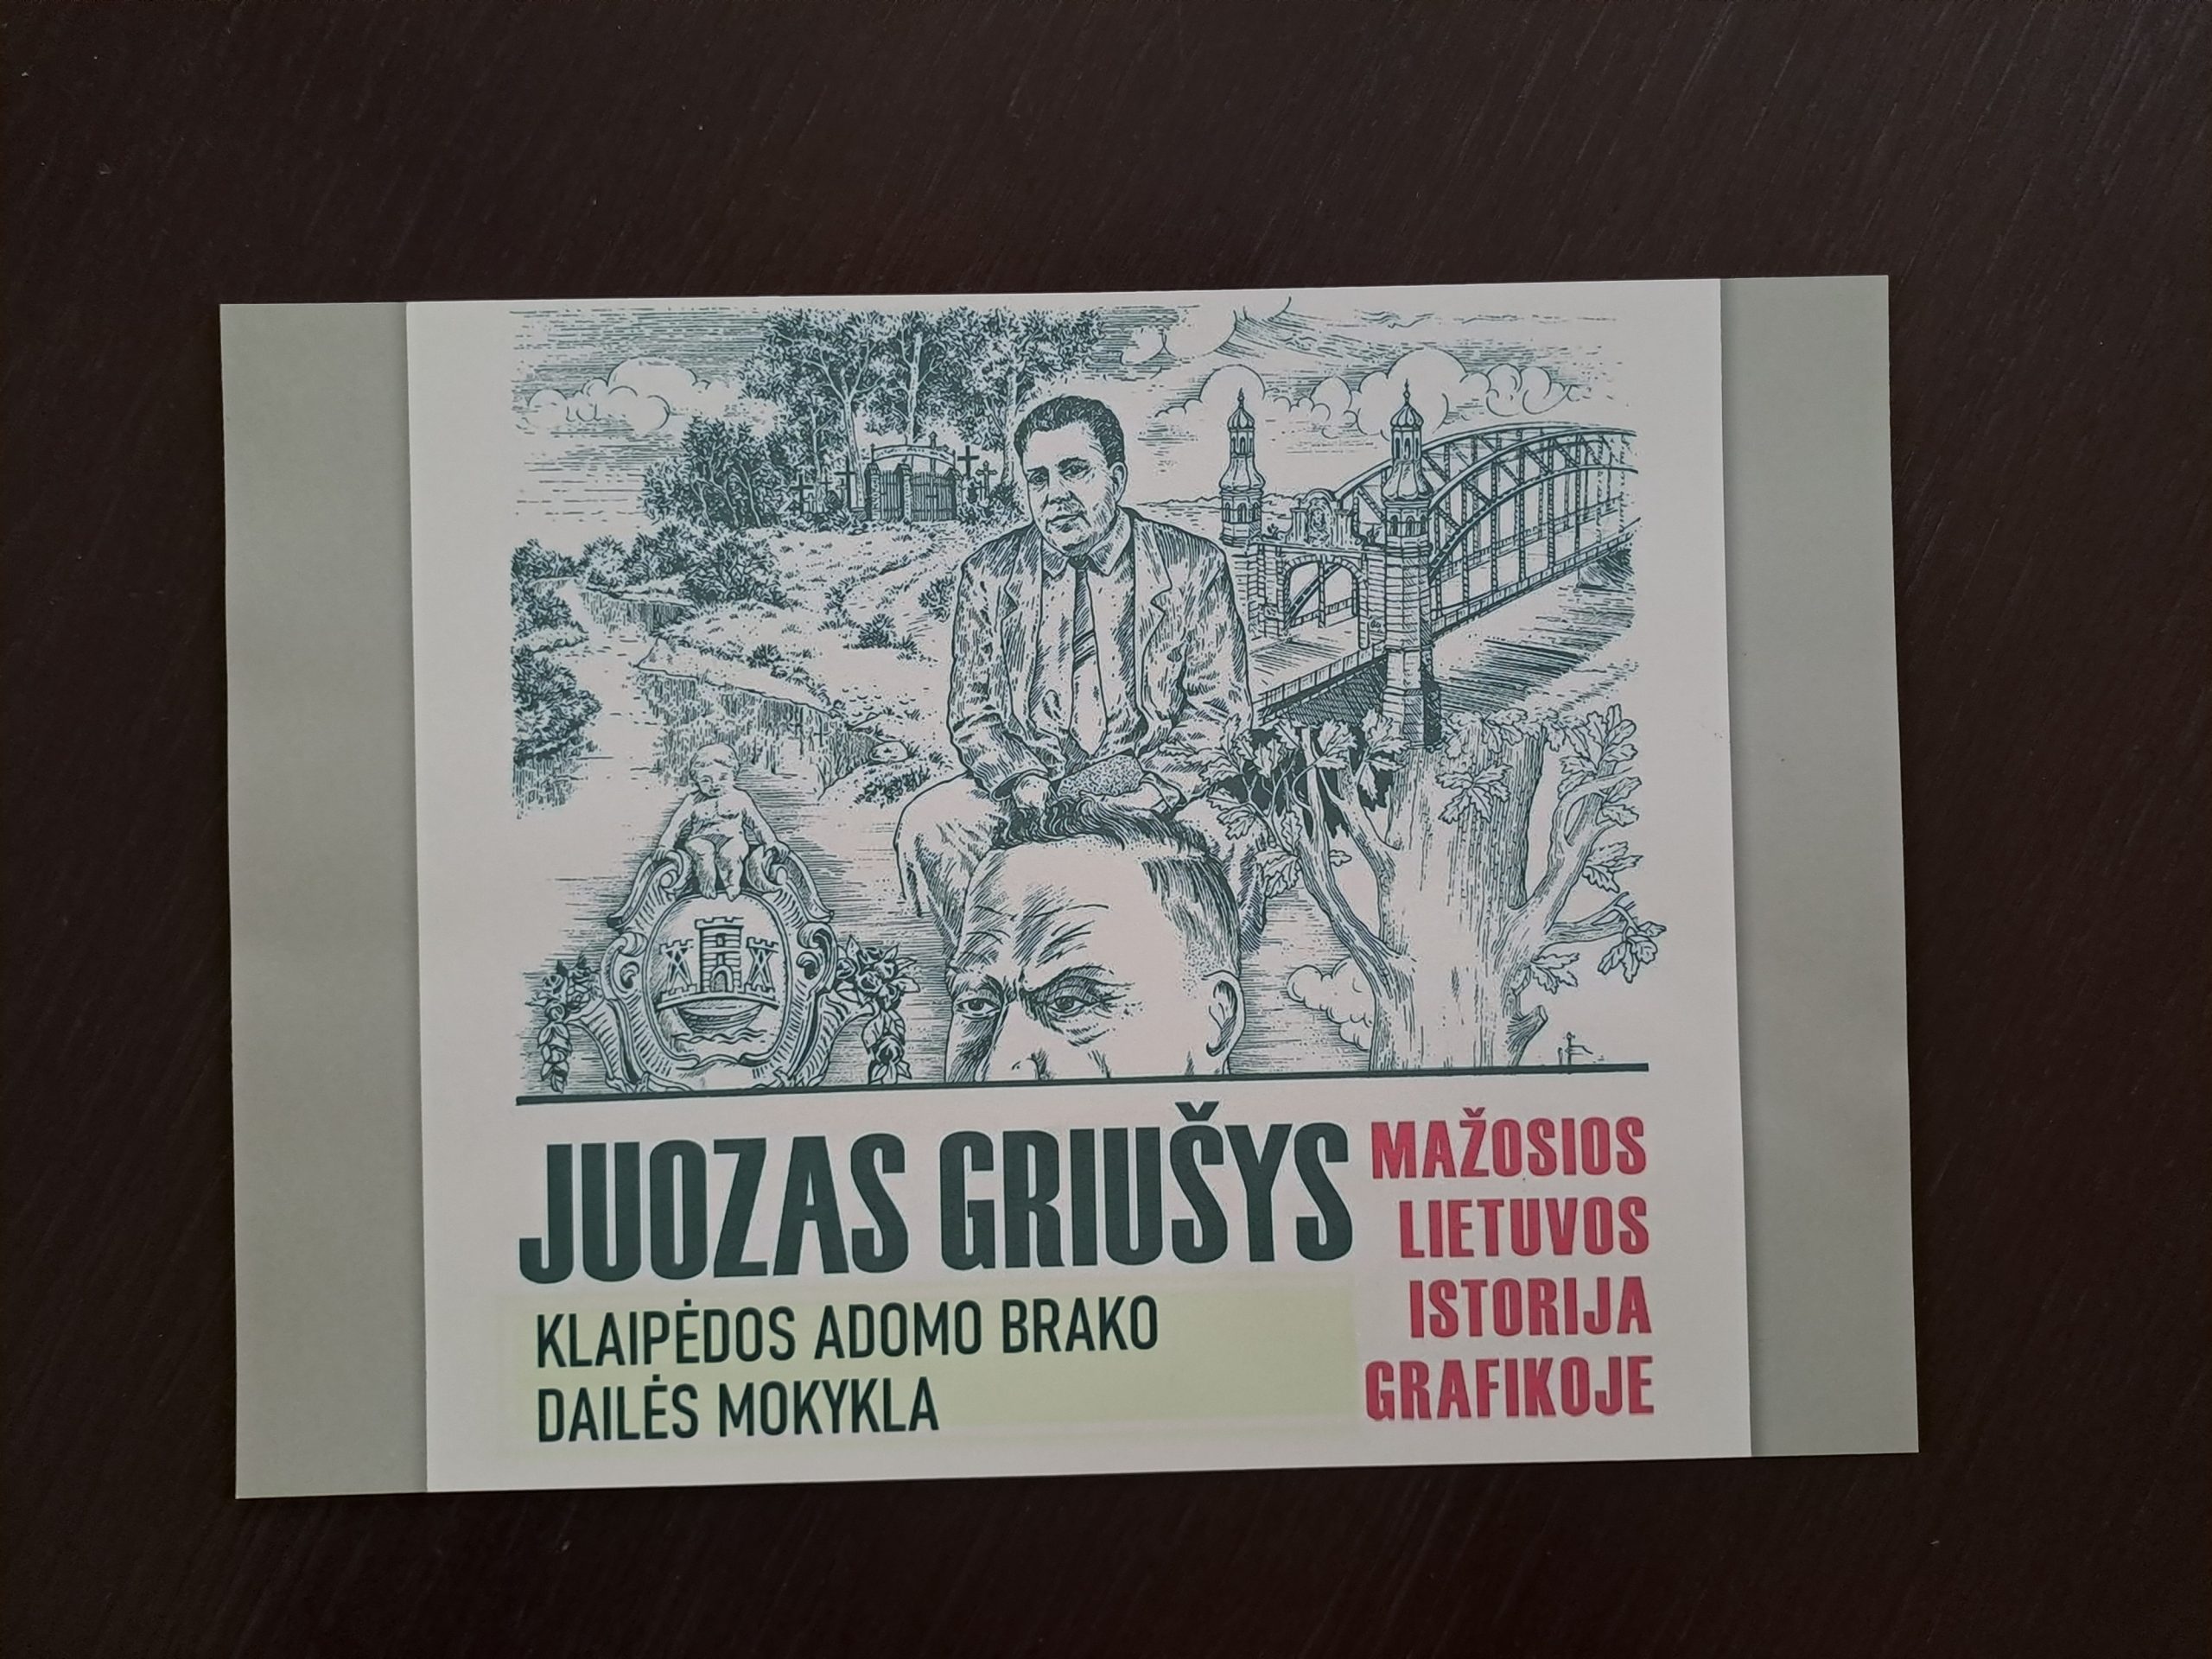 JUOZAS GRIUŠYS
KLAIPĖDOS ADOMO BRAKO
DAILĖS MOKYKLA
MAŽOSIOS
LIETUVOS
ISTORIJA
GRAFIKOJE